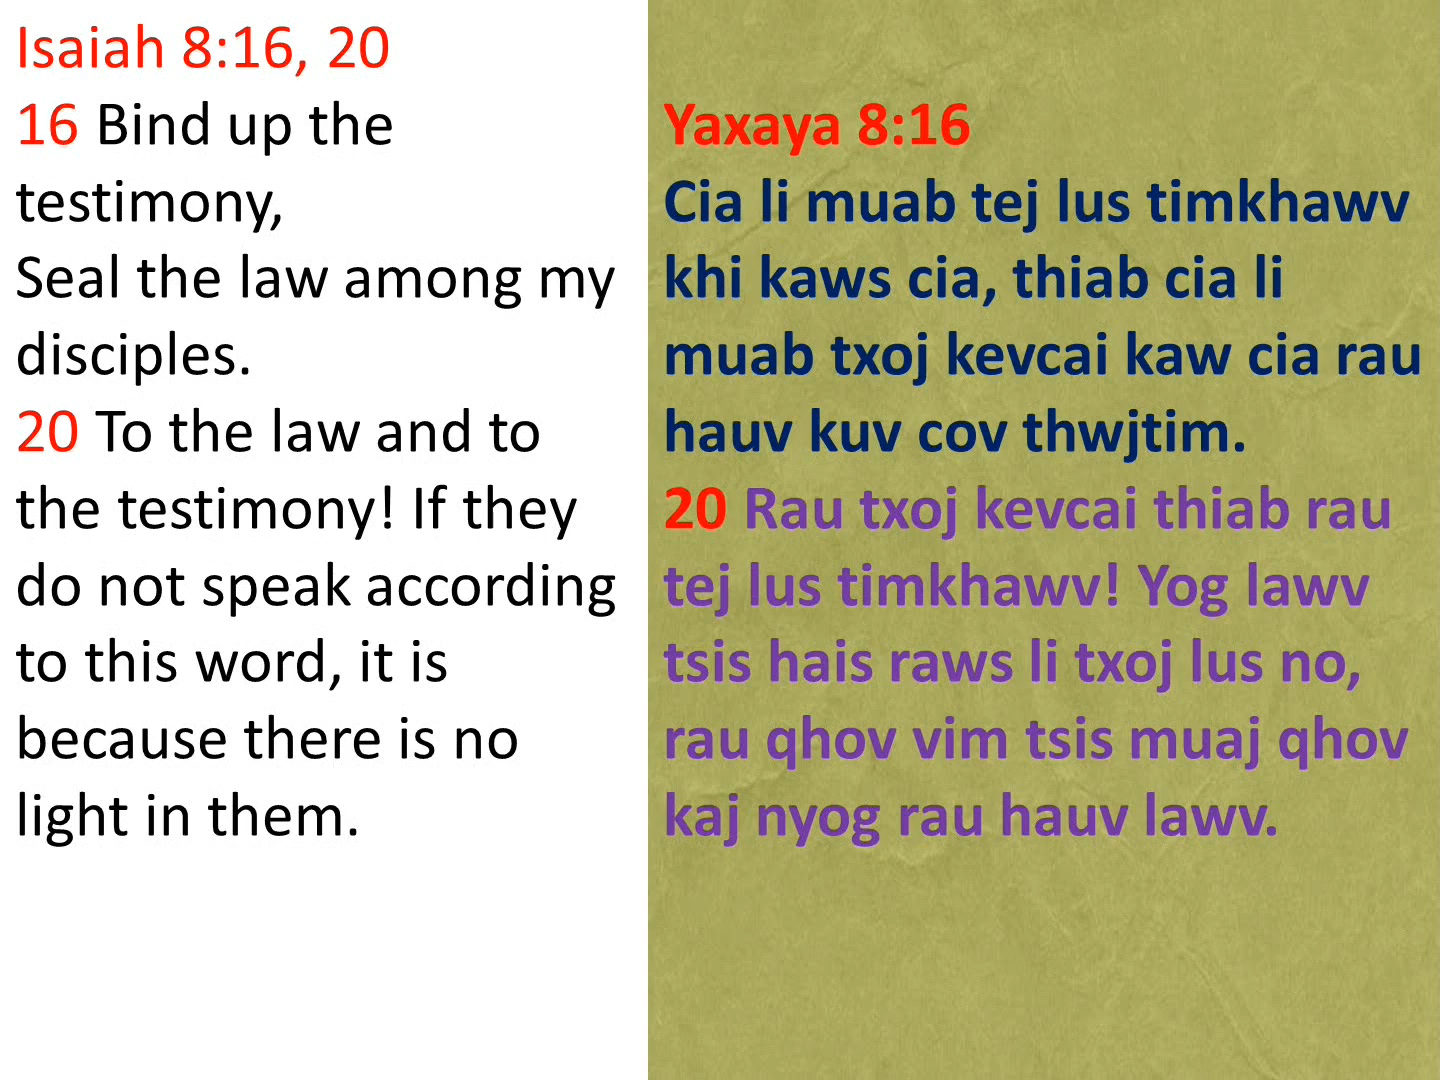 Isaiah 8:16, 20
16 Bind up the
testimony,
Seal the law among my
disciples.
20 To the law and to
the testimony! If they
do not speak according
to this word, it is
because there is no
light in them.
Yaxaya 8:16
Cia li muab tej lus timkhawv
khi kaws cia, thiab cia li
muab txoj kevcai kaw cia rau
hauv kuv cov thwjtim.
20 Rau txoj kevcai thiab rau
tej lus timkhawv! Yog lawv
tsis hais raws li txoj lus no,
rau qhov vim tsis muaj qhov
kaj nyog rau hauv lawv.